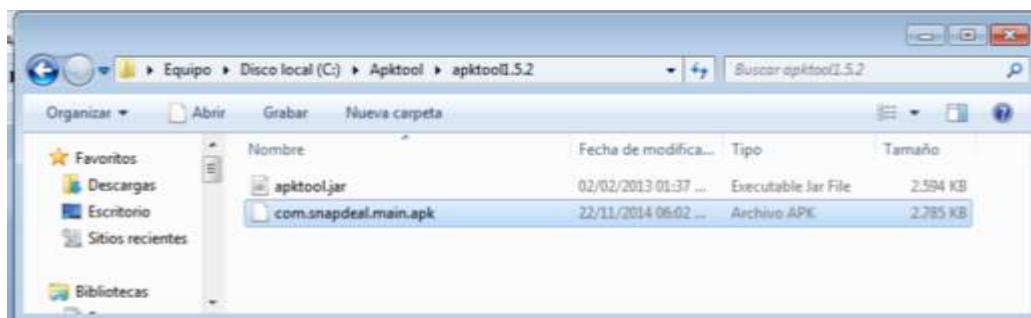 Equipo ▸ Disco local (C:) ▸ Apktool ▸ apktool1.5.2
Buscar apktool1.5.2
Organizar Abrir Grabar Nueva carpeta
Favoritos
Descargas
Escritorio
Sitios recientes
Bibliotecas
Nombre Fecha de modifica... Tipo Tamaño
apktool.jar 02/02/2013 01:37 ... Executable Jar File 2.594 KB
com.snapdeal.main.apk 22/11/2014 06:02 ... Archivo APK 2.785 KB